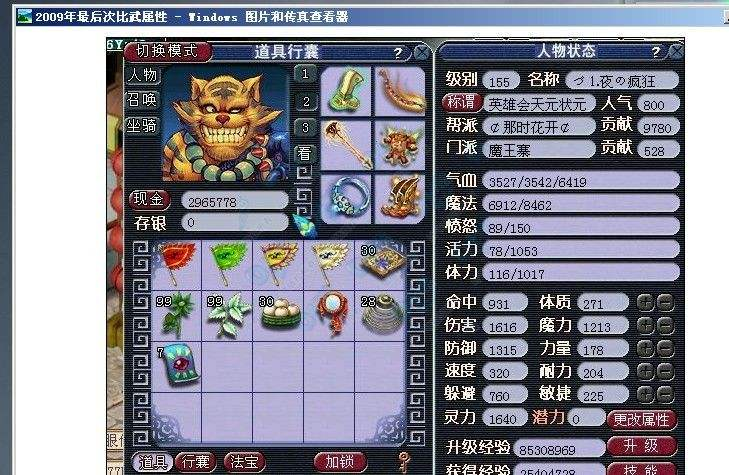 2009年最后次比武属性 - Windows 图片和传真查看器
切换模式 道具行囊 ?
人物 1
召唤 2
坐骑 3
看
现金 2965778
存银 0
30
99 99 30 28
7
道具 行囊 法宝 加锁
人物状态 ?
级别 155 名称 づ1.夜の疯狂
称谓 英雄会天元状元 人气 800
帮派 ¢那时花开¢ 贡献 9780
门派 魔王寨 贡献 528
气血 3527/3542/6419
魔法 6912/8462
愤怒 89/150
活力 78/1053
体力 116/1017
命中 931 体质 271
伤害 1616 魔力 1213
防御 1315 力量 178
速度 320 耐力 204
躲避 760 敏捷 225
灵力 1640 潜力 0 更改属性
升级经验 85308969 升级
获得经验 25404728 技能